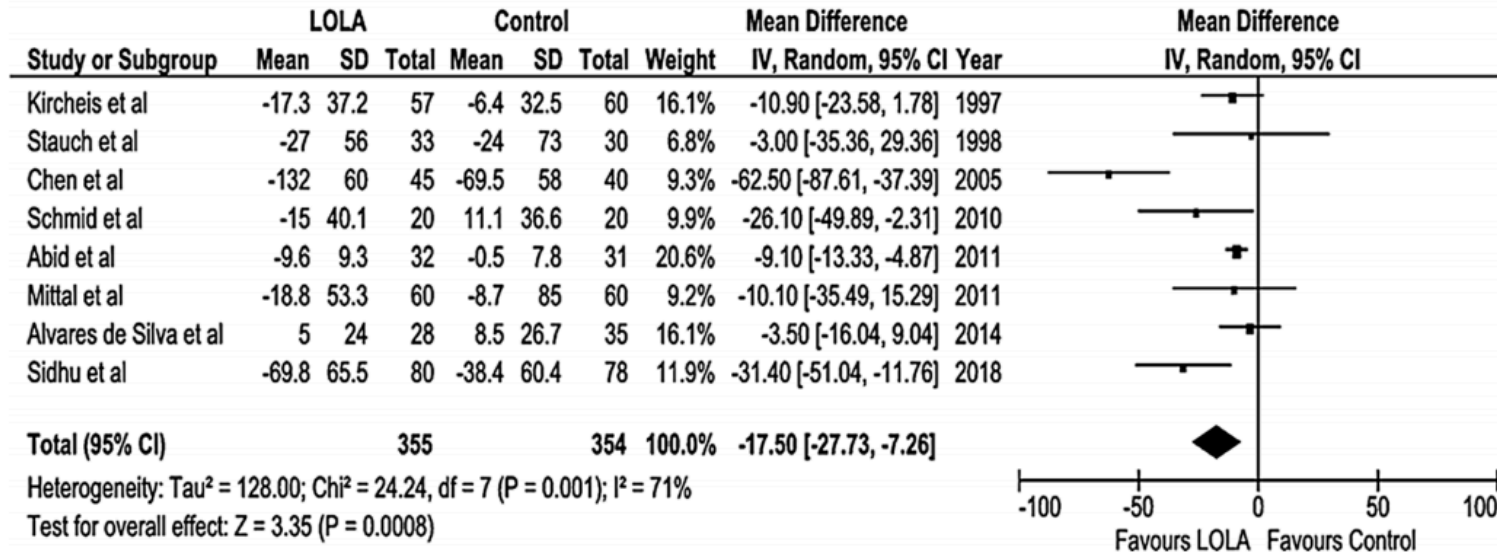 LOLA Control Mean Difference Mean Difference
Study or Subgroup Mean SD Total Mean SD Total Weight IV, Random, 95% CI Year IV, Random, 95% CI
Kircheis et al -17.3 37.2 57 -6.4 32.5 60 16.1% -10.90 [-23.58, 1.78] 1997
Stauch et al -27 56 33 -24 73 30 6.8% -3.00 [-35.36, 29.36] 1998
Chen et al -132 60 45 -69.5 58 40 9.3% -62.50 [-87.61, -37.39] 2005
Schmid et al -15 40.1 20 11.1 36.6 20 9.9% -26.10 [-49.89, -2.31] 2010
Abid et al -9.6 9.3 32 -0.5 7.8 31 20.6% -9.10 [-13.33, -4.87] 2011
Mittal et al -18.8 53.3 60 -8.7 85 60 9.2% -10.10 [-35.49, 15.29] 2011
Alvares de Silva et al 5 24 28 8.5 26.7 35 16.1% -3.50 [-16.04, 9.04] 2014
Sidhu et al -69.8 65.5 80 -38.4 60.4 78 11.9% -31.40 [-51.04, -11.76] 2018
Total (95% CI) 355 354 100.0% -17.50 [-27.73, -7.26]
Heterogeneity: Tau² = 128.00; Chi² = 24.24, df = 7 (P = 0.001); I² = 71%
Test for overall effect: Z = 3.35 (P = 0.0008)
-100 -50 0 50 100
Favours LOLA Favours Control